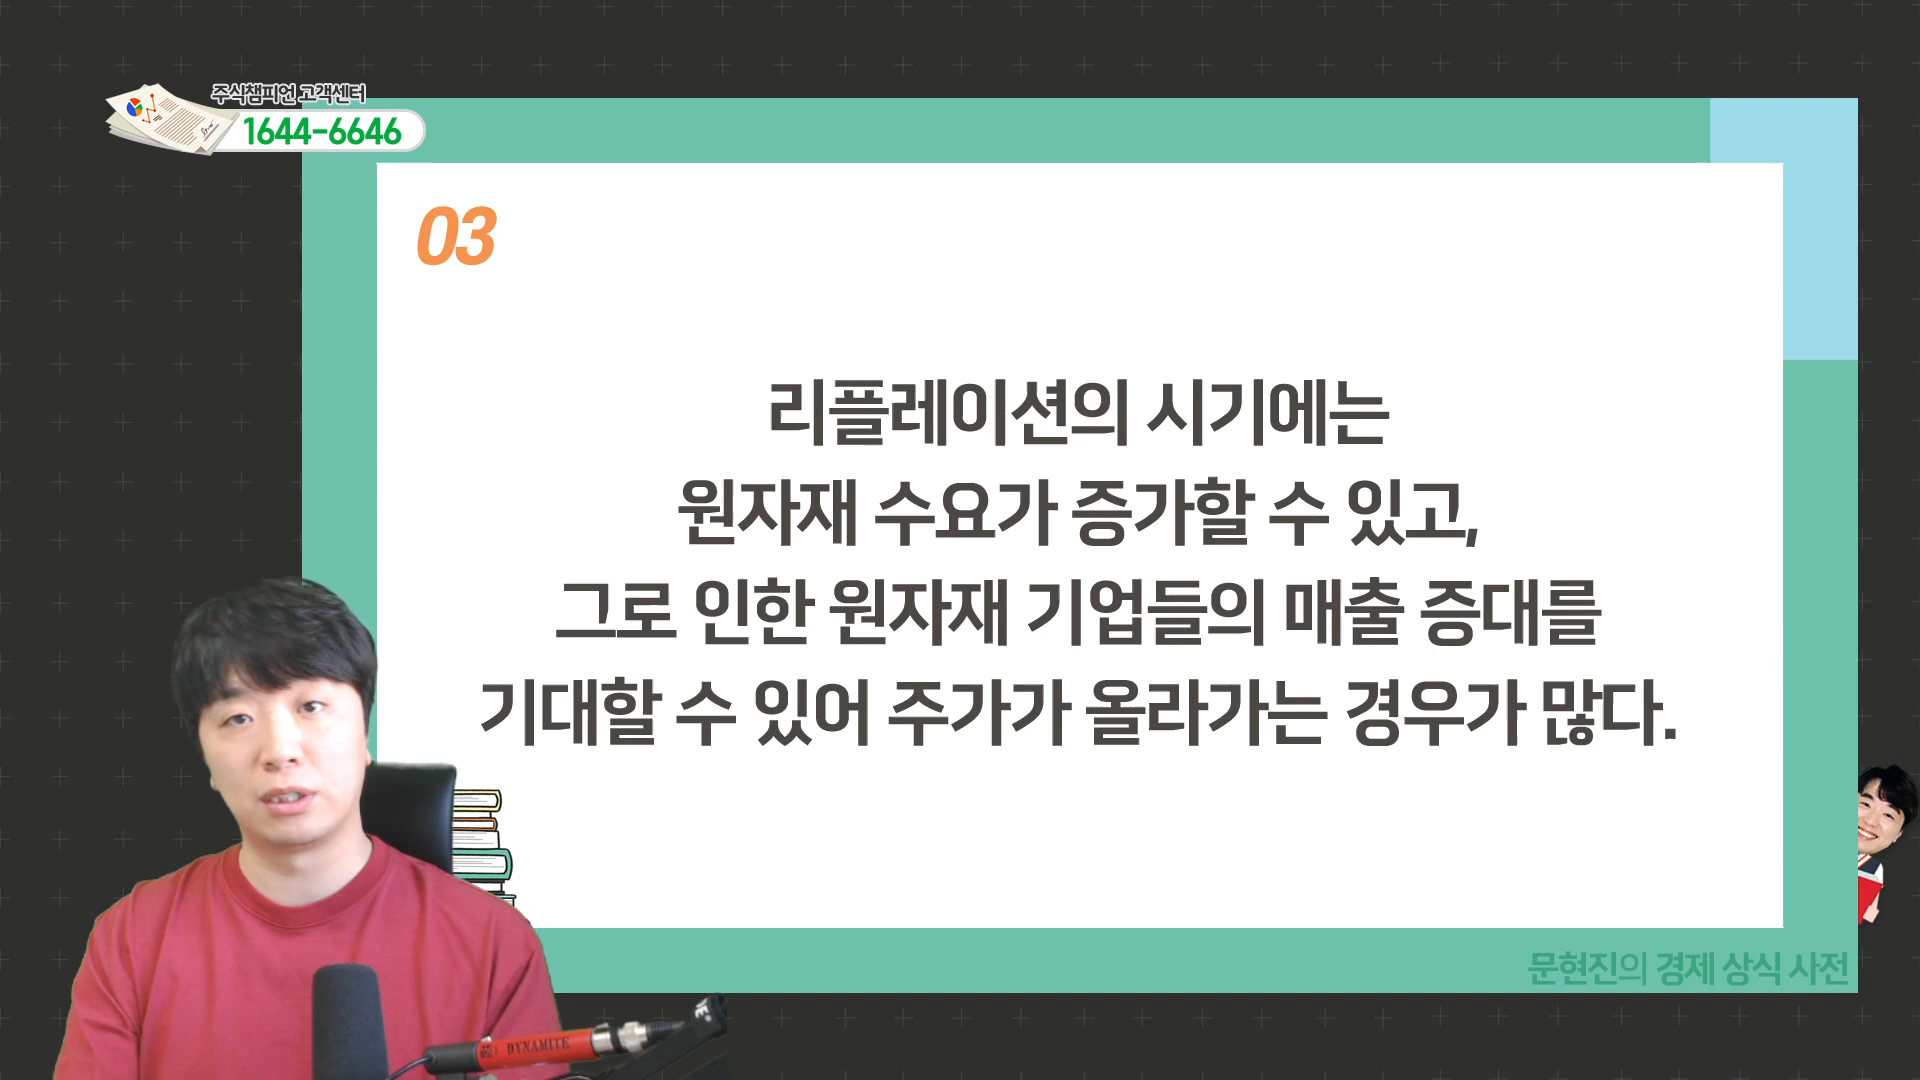 주식챔피언 고객센터
1644-6646
03
리플레이션의 시기에는
원자재 수요가 증가할 수 있고,
그로 인한 원자재 기업들의 매출 증대를
기대할 수 있어 주가가 올라가는 경우가 많다.
문현진의 경제 상식 사전
DYNAMITE